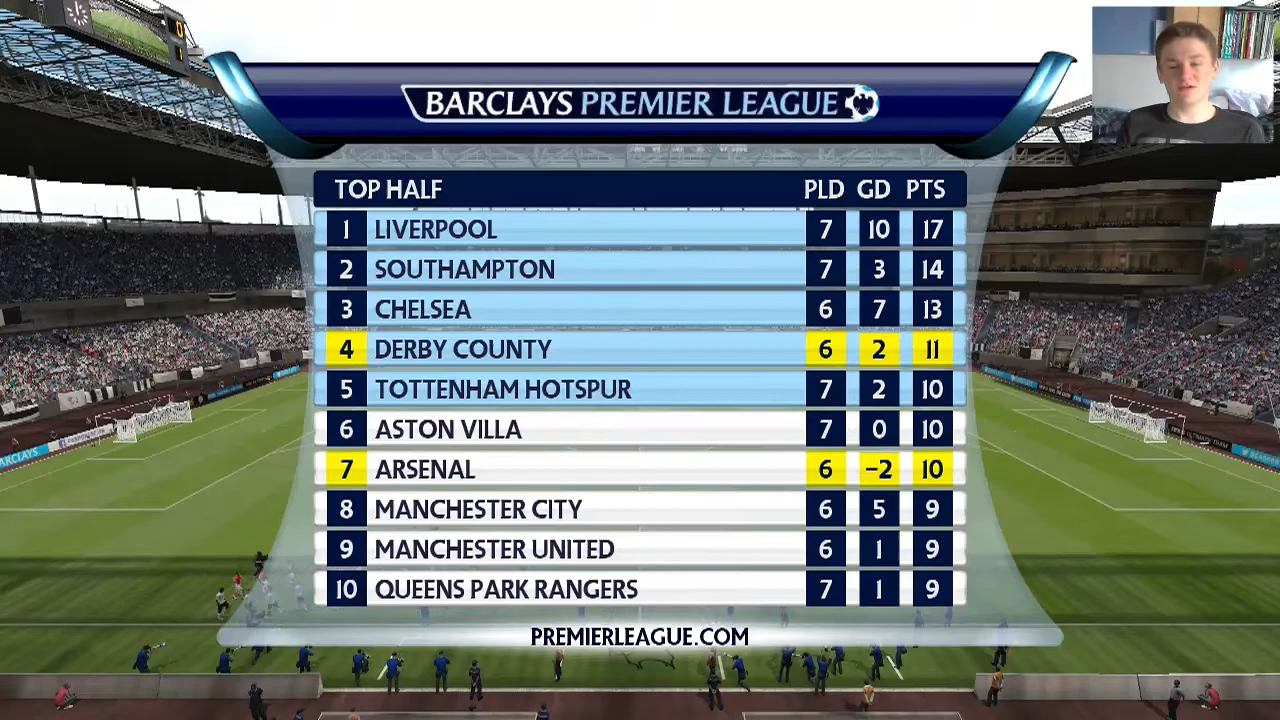 BARCLAYS PREMIER LEAGUE
TOP HALF PLD GD PTS
1 LIVERPOOL 7 10 17
2 SOUTHAMPTON 7 3 14
3 CHELSEA 6 7 13
4 DERBY COUNTY 6 2 11
5 TOTTENHAM HOTSPUR 7 2 10
6 ASTON VILLA 7 0 10
7 ARSENAL 6 -2 10
8 MANCHESTER CITY 6 5 9
9 MANCHESTER UNITED 6 1 9
10 QUEENS PARK RANGERS 7 1 9
PREMIERLEAGUE.COM
BARCLAYS